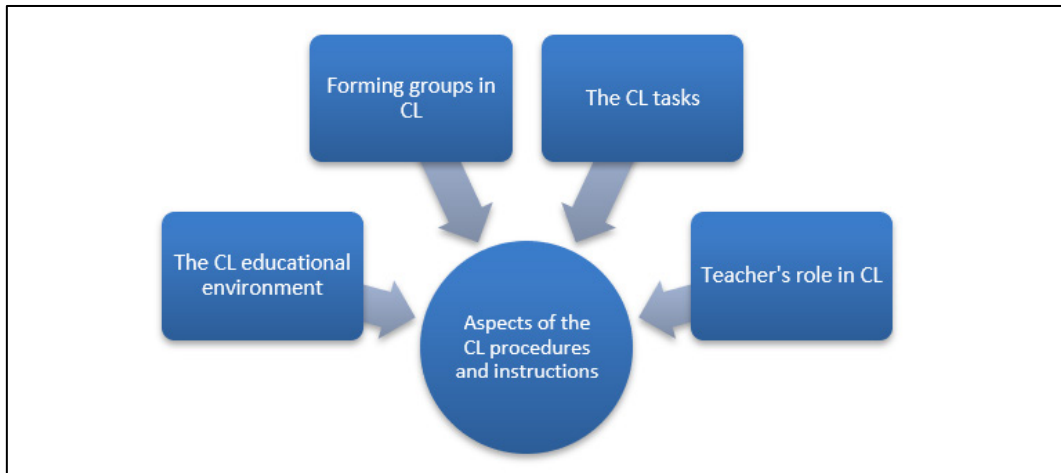 Forming groups in
CL
The CL tasks
The CL educational
environment
Teacher's role in CL
Aspects of the
CL procedures
and instructions